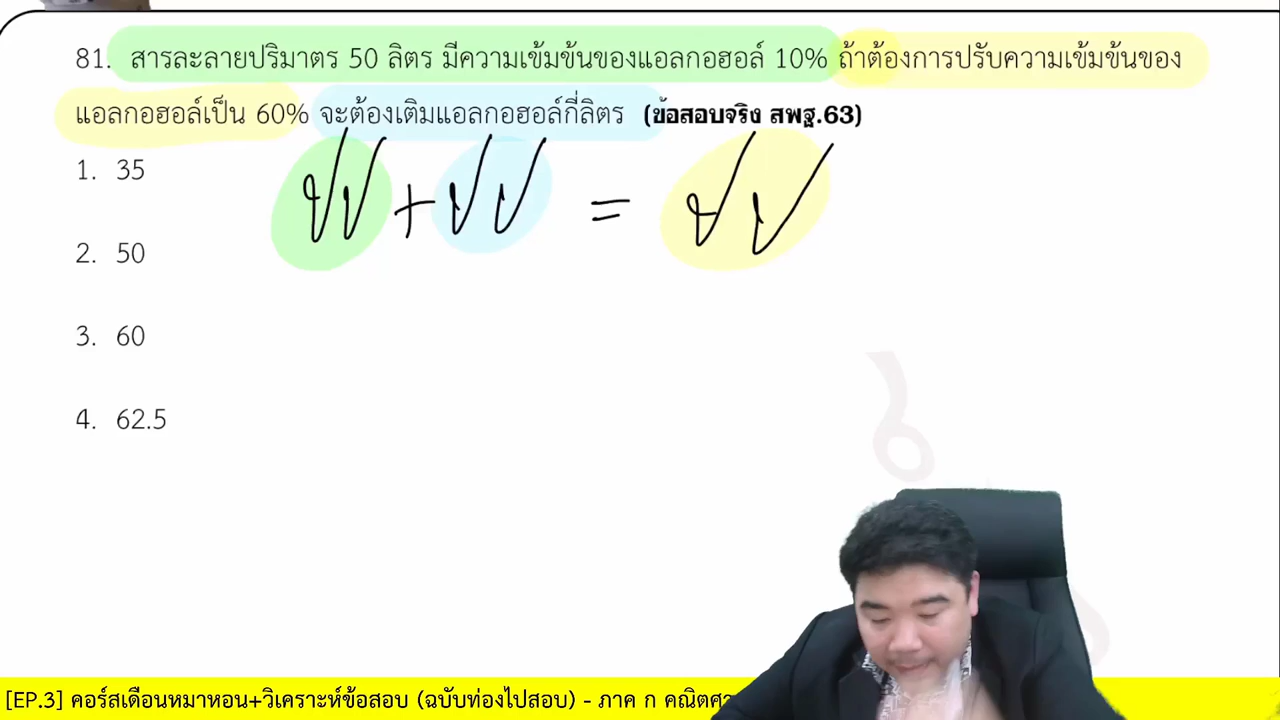 81. สารละลายปริมาตร 50 ลิตร มีความเข้มข้นของแอลกอฮอล์ 10% ถ้าต้องการปรับความเข้มข้นของ
แอลกอฮอล์เป็น 60% จะต้องเติมแอลกอฮอล์กี่ลิตร (ข้อสอบจริง สพฐ.63)
ปป + ปป = ปป
1. 35
2. 50
3. 60
4. 62.5
[EP.3] คอร์สเดือนหมาหอน+วิเคราะห์ข้อสอบ (ฉบับท่องไปสอบ) - ภาค ก